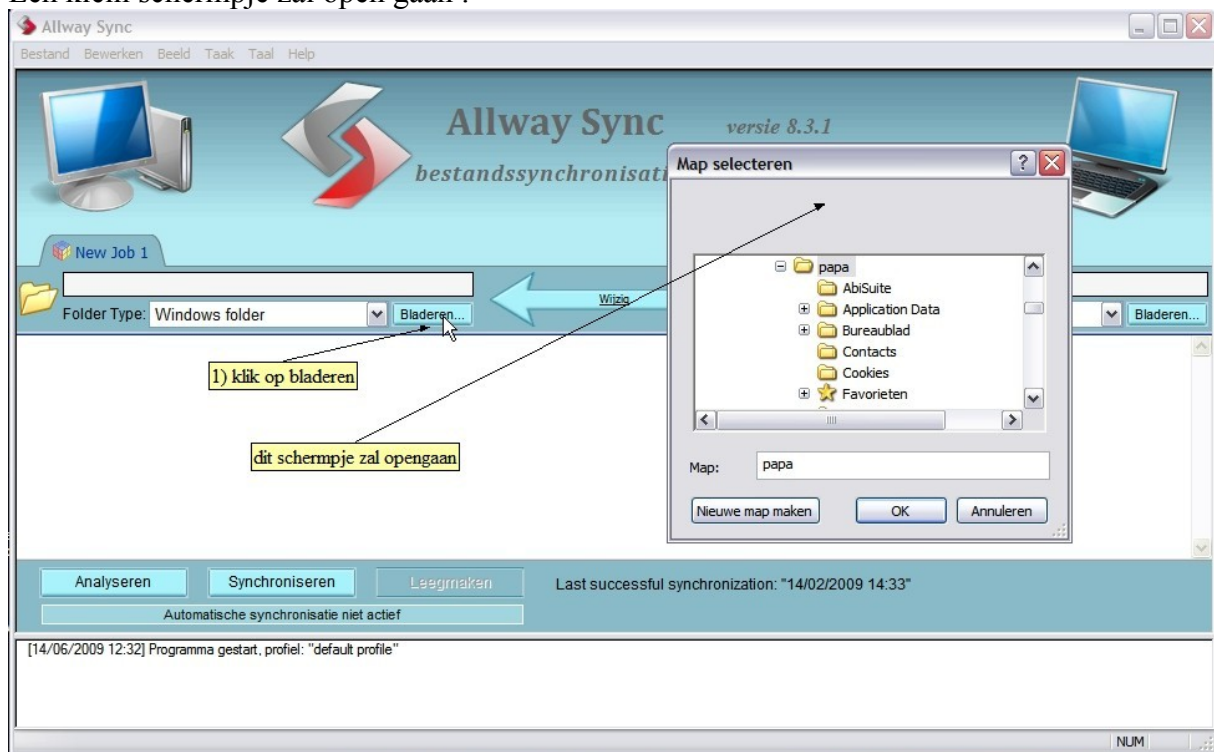 Een klein schermpje zal open gaan :
Allway Sync
Bestand Bewerken Beeld Taak Taal Help
Allway Sync versie 8.3.1
bestandssynchronisati
Map selecteren
New Job 1
papa
AbiSuite
Application Data
Bureaublad
Contacts
Cookies
Favorieten
Wijzig
Folder Type: Windows folder Bladeren...
Bladeren...
1) klik op bladeren
dit schermpje zal opengaan
Map: papa
Nieuwe map maken OK Annuleren
Analyseren Synchroniseren Leegmaken Last successful synchronization: "14/02/2009 14:33"
Automatische synchronisatie niet actief
[14/06/2009 12:32] Programma gestart, profiel: "default profile"
NUM